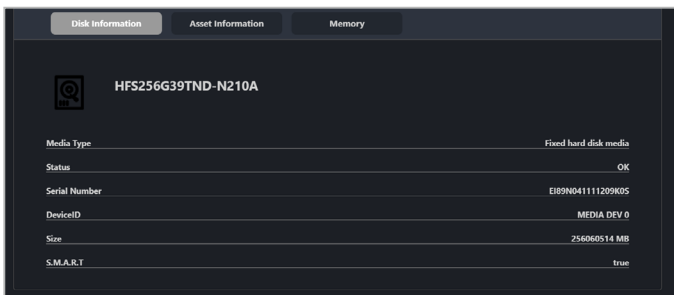 Disk Information Asset Information Memory
HFS256G39TND-N210A
Media Type Fixed hard disk media
Status OK
Serial Number EI89N041111209K0S
DeviceID MEDIA DEV 0
Size 256060514 MB
S.M.A.R.T true